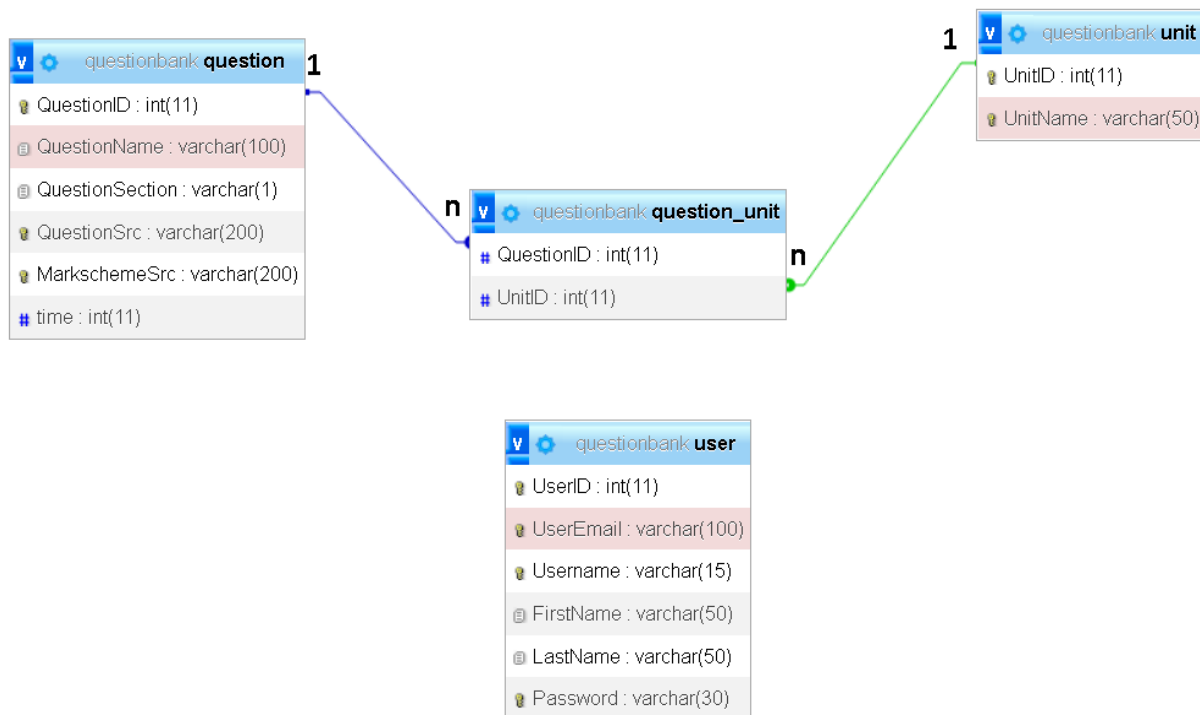 v questionbank question
1
QuestionID : int(11)
QuestionName : varchar(100)
QuestionSection : varchar(1)
QuestionSrc : varchar(200)
MarkschemeSrc : varchar(200)
# time : int(11)
n
v questionbank question_unit
# QuestionID : int(11)
# UnitID : int(11)
n
1
v questionbank unit
UnitID : int(11)
UnitName : varchar(50)
v questionbank user
UserID : int(11)
UserEmail : varchar(100)
Username : varchar(15)
FirstName : varchar(50)
LastName : varchar(50)
Password : varchar(30)